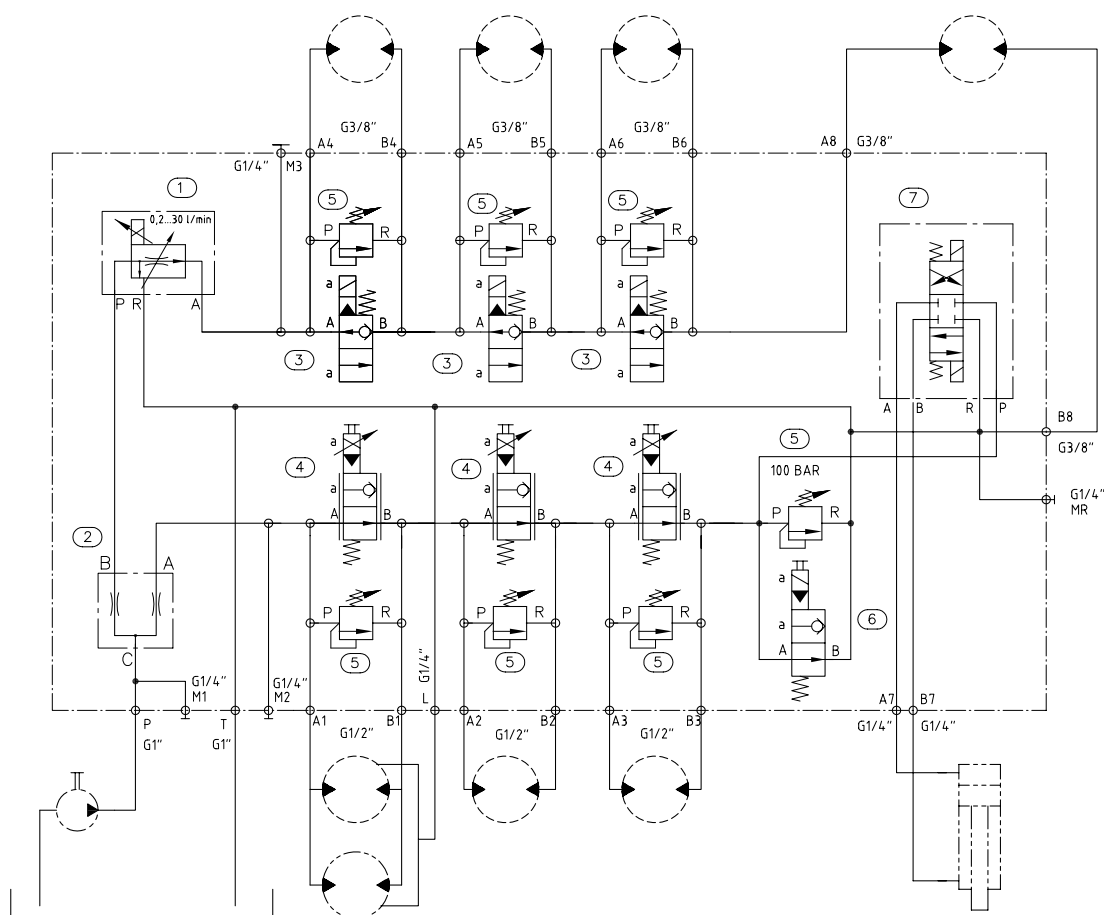 G3/8" G3/8" G3/8"
A4 B4 A5 B5 A6 B6 A8 G3/8"
G1/4" M3
1 5 5 5 7
0,2...30 l/min
P R P R P R
a a a
P R A A B A B A B
3 3 3
a a a
A B R P
B8
a a a 5
G3/8"
4 4 4
100 BAR
a a a
G1/4"
MR
A B A B A B P R
2
B A
a
P R P R P R
a 6
C 5 5 5
A B
G1/4"
G1/4"
M1 M2 L
A7 B7
P T A1 B1 A2 B2 A3 B3
G1/4" G1/4"
G1" G1" G1/2" G1/2" G1/2"